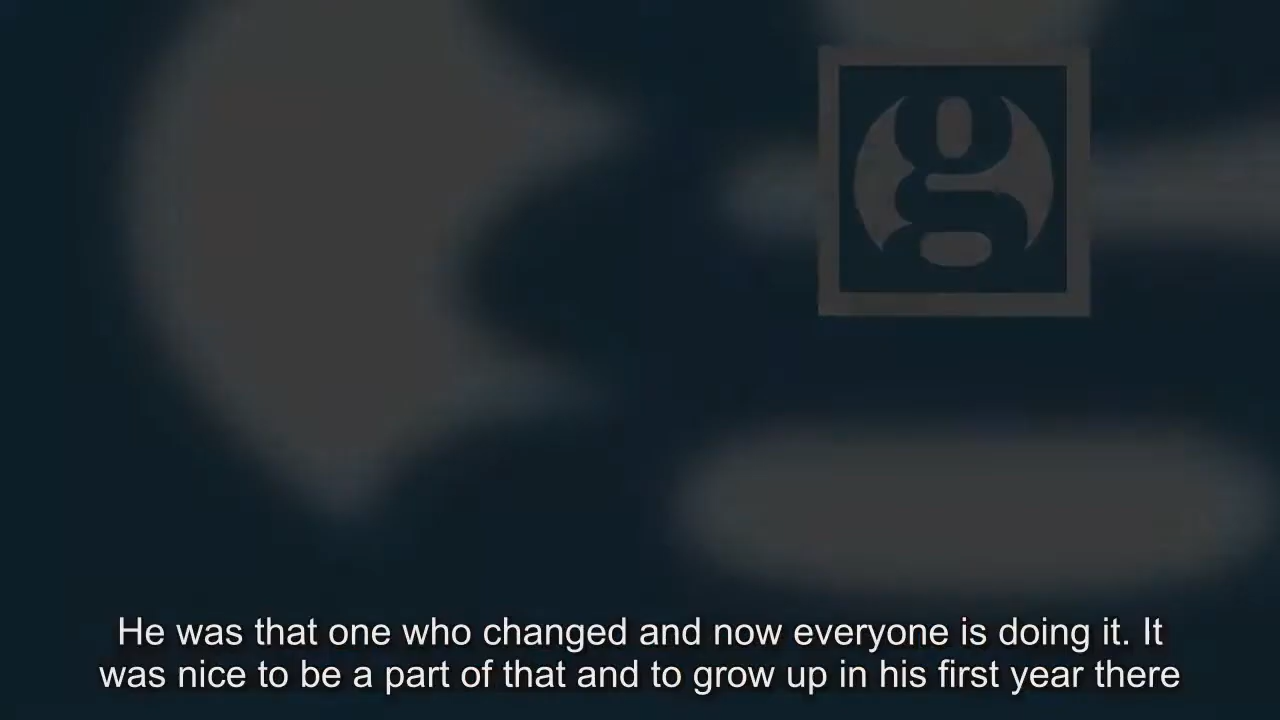 g
He was that one who changed and now everyone is doing it. It
was nice to be a part of that and to grow up in his first year there